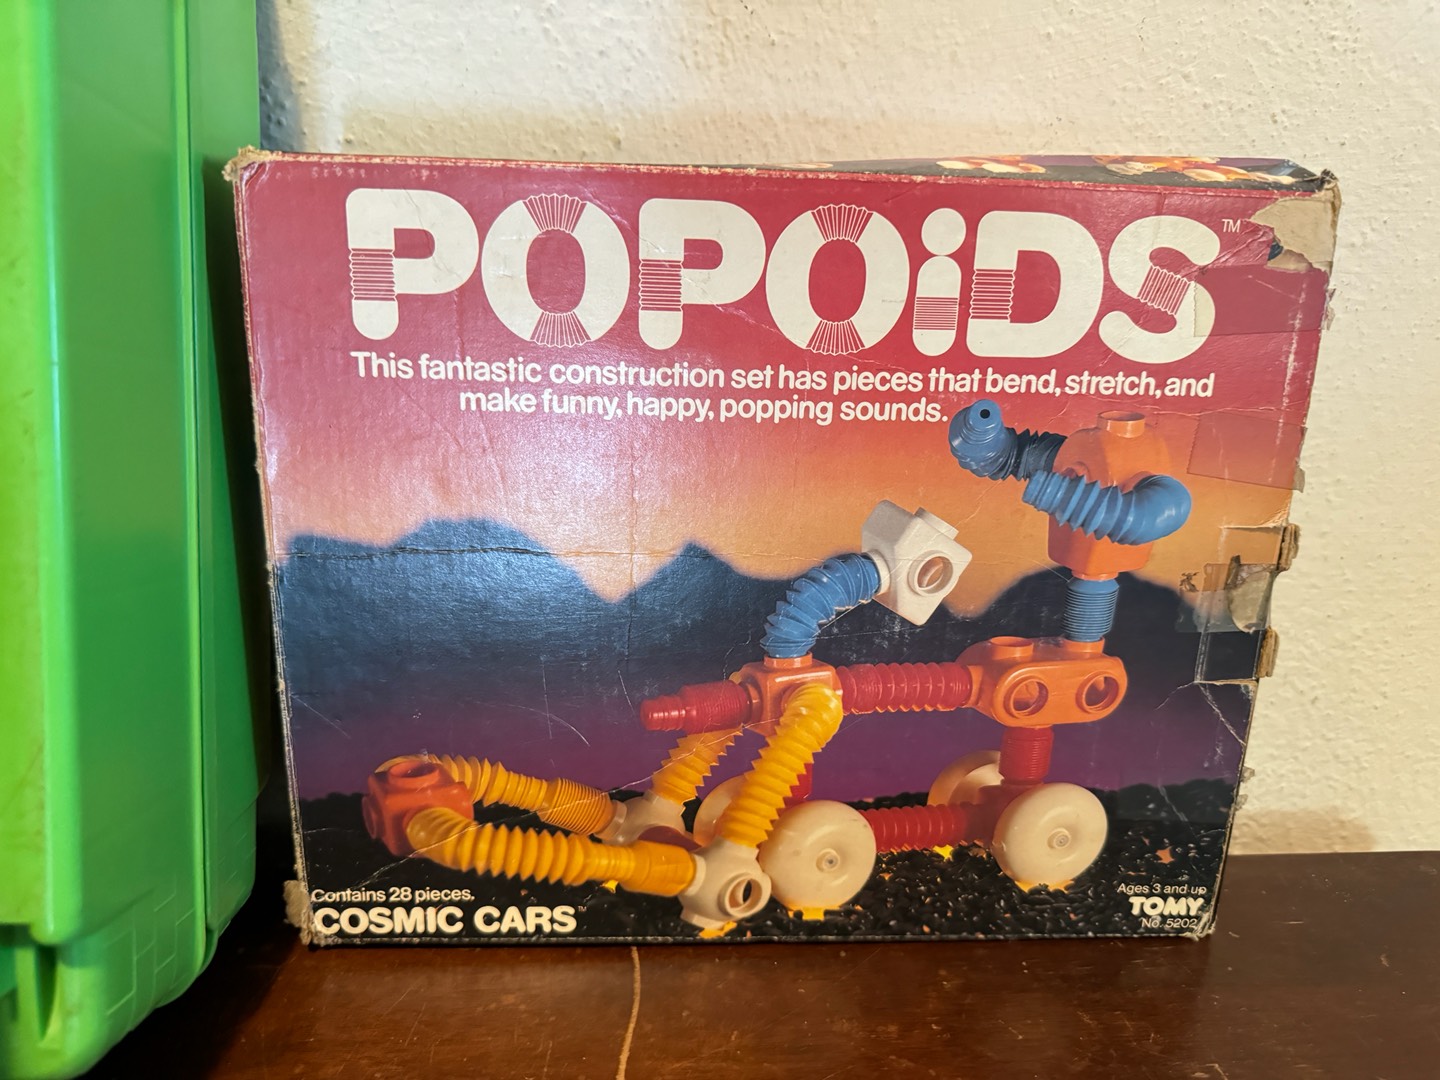 POPOiDS™
This fantastic construction set has pieces that bend, stretch, and
make funny, happy, popping sounds.
Contains 28 pieces.
COSMIC CARS™
Ages 3 and up
TOMY
No. 5202